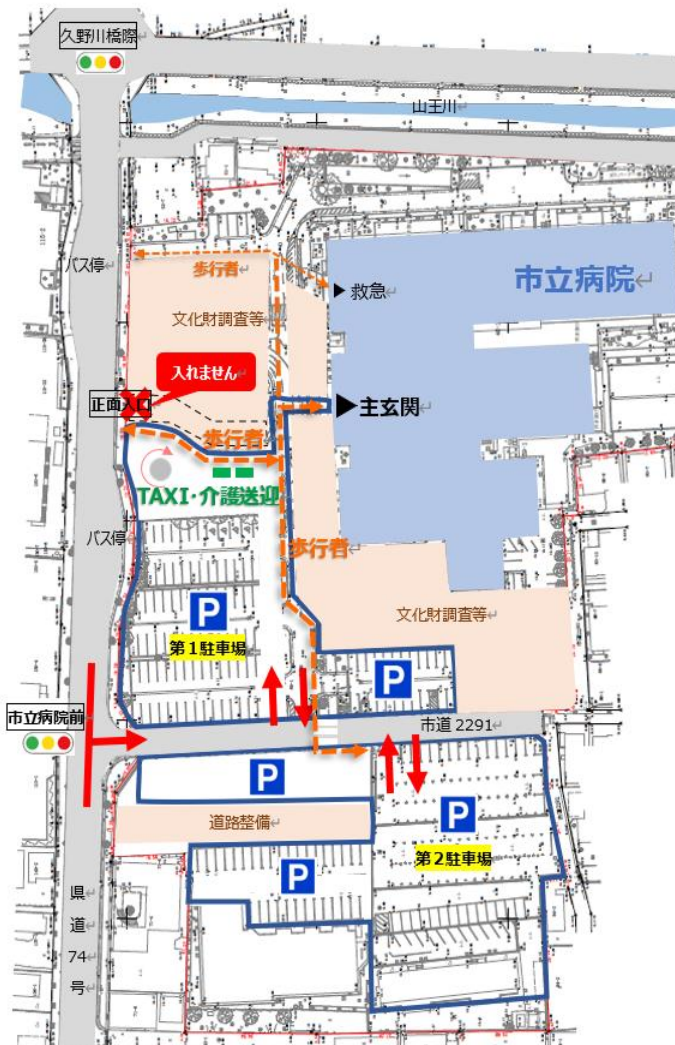 久野川橋際
山王川
バス停
歩行者
救急
市立病院
文化財調査等
入れません
正面入口
主玄関
歩行者
TAXI・介護送迎
バス停
歩行者
文化財調査等
P
第1駐車場
P
市立病院前
市道 2291
P
P
道路整備
第2駐車場
P
県
道
74
号